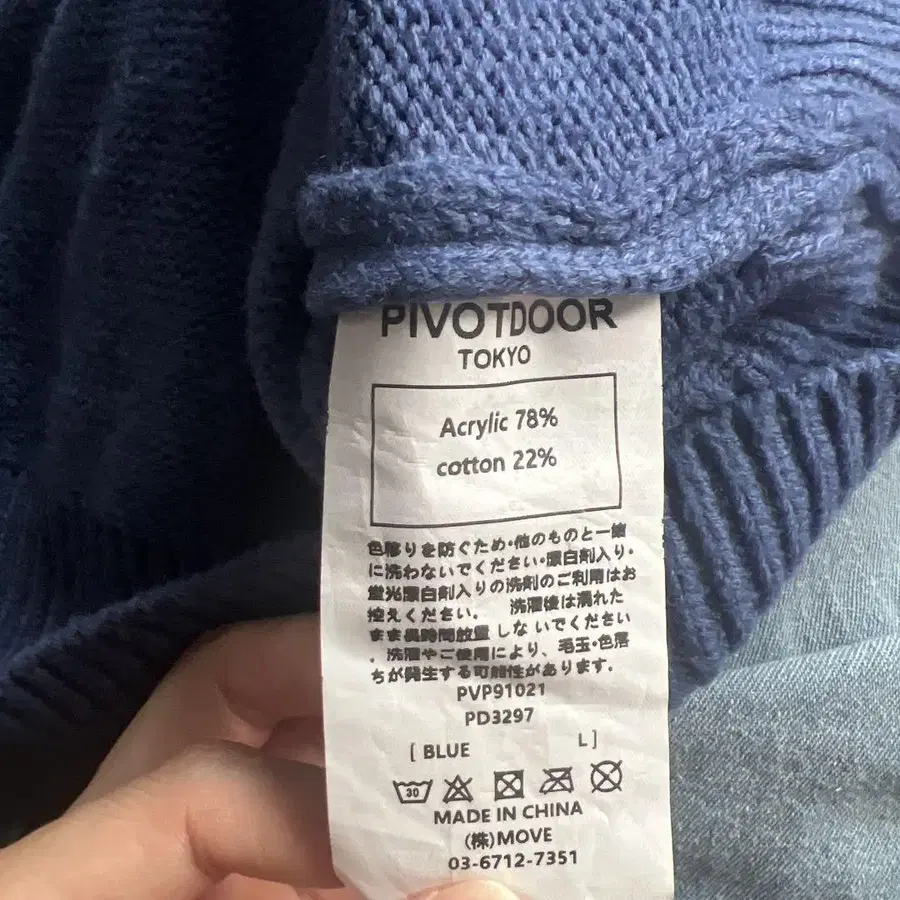 PIVOTDOOR
TOKYO
Acrylic 78%
cotton 22%
色移りを防ぐため・他のものと一緒
に洗わないでください・漂白剤入り・
蛍光漂白剤入りの洗剤のご利用はお
控えください。 洗濯後は濡れた
まま長時間放置しないでください
。洗濯やご使用により、毛玉・色落
ちが発生する可能性があります.
PVP91021
PD3297
[ BLUE L ]
30
MADE IN CHINA
(株)MOVE
03-6712-7351